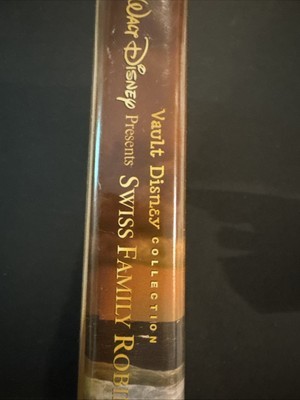 Vault Disney COLLECTION
WALT DISNEY Presents SWISS FAMILY